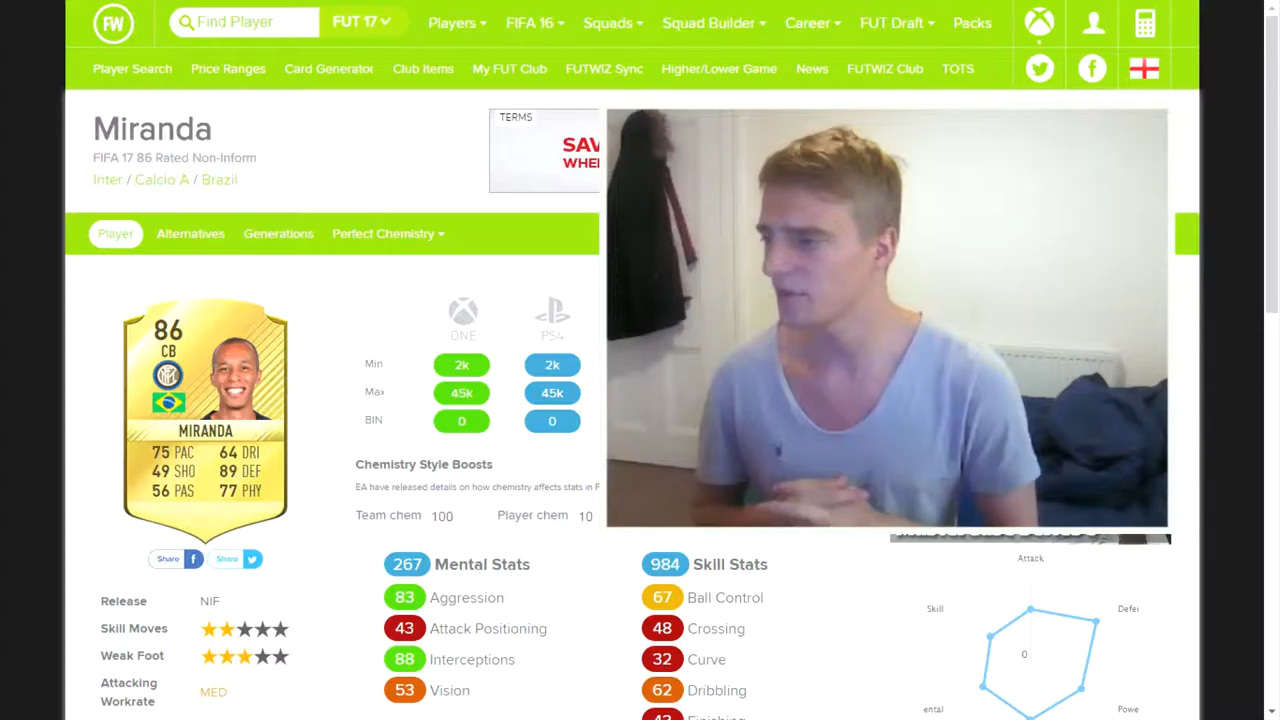 FW
Find Player
FUT 17
Players
FIFA 16
Squads
Squad Builder
Career
FUT Draft
Packs
Player Search
Price Ranges
Card Generator
Club Items
My FUT Club
FUTWIZ Sync
Higher/Lower Game
News
FUTWIZ Club
TOTS
Miranda
FIFA 17 86 Rated Non-Inform
Inter / Calcio A / Brazil
TERMS
SAV
WHEN
Player
Alternatives
Generations
Perfect Chemistry
86
CB
MIRANDA
75 PAC 64 DRI
49 SHO 89 DEF
56 PAS 77 PHY
Share f Share
ONE PS4
Min 2k 2k
Max 45k 45k
BIN 0 0
Chemistry Style Boosts
EA have released details on how chemistry affects stats in F
Team chem 100 Player chem 10
Release NIF
Skill Moves
Weak Foot
Attacking
Workrate
MED
267 Mental Stats
83 Aggression
43 Attack Positioning
88 Interceptions
53 Vision
984 Skill Stats
67 Ball Control
48 Crossing
32 Curve
62 Dribbling
Attack
Skill
Defen
0
ental
Powe